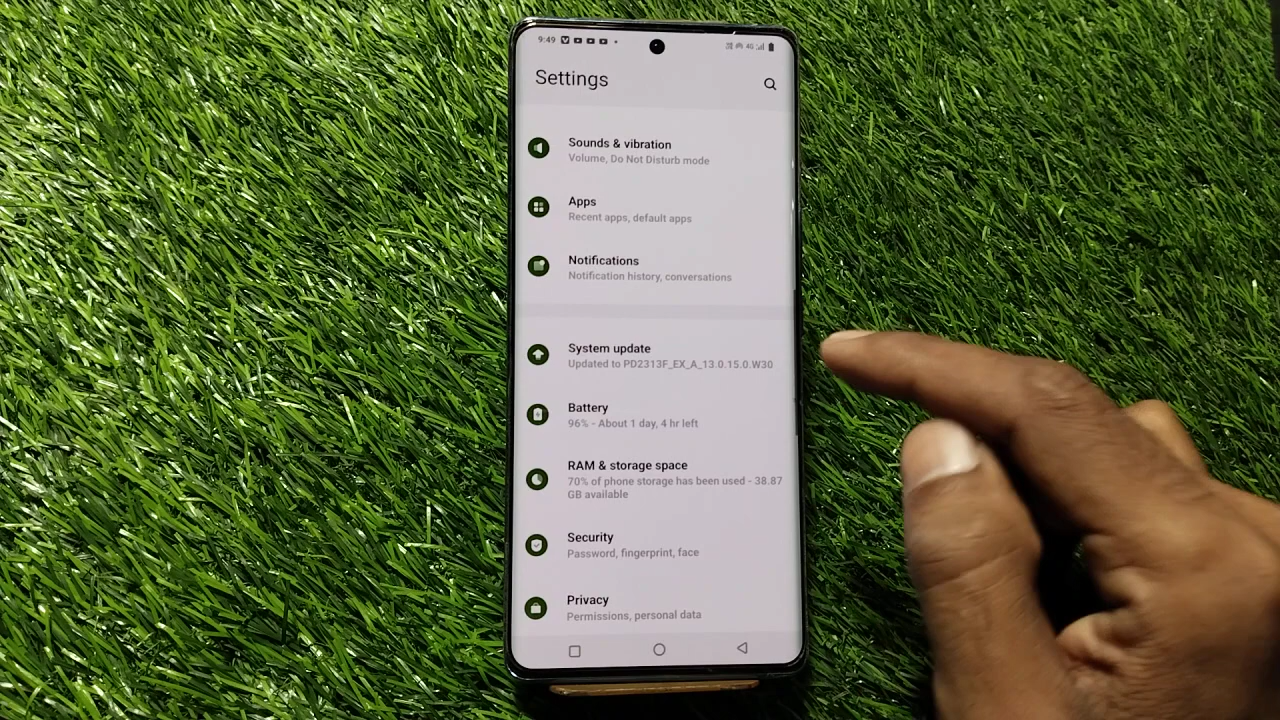 9:49
4G
Settings
Sounds & vibration
Volume, Do Not Disturb mode
Apps
Recent apps, default apps
Notifications
Notification history, conversations
System update
Updated to PD2313F_EX_A_13.0.15.0.W30
Battery
96% - About 1 day, 4 hr left
RAM & storage space
70% of phone storage has been used - 38.87
GB available
Security
Password, fingerprint, face
Privacy
Permissions, personal data